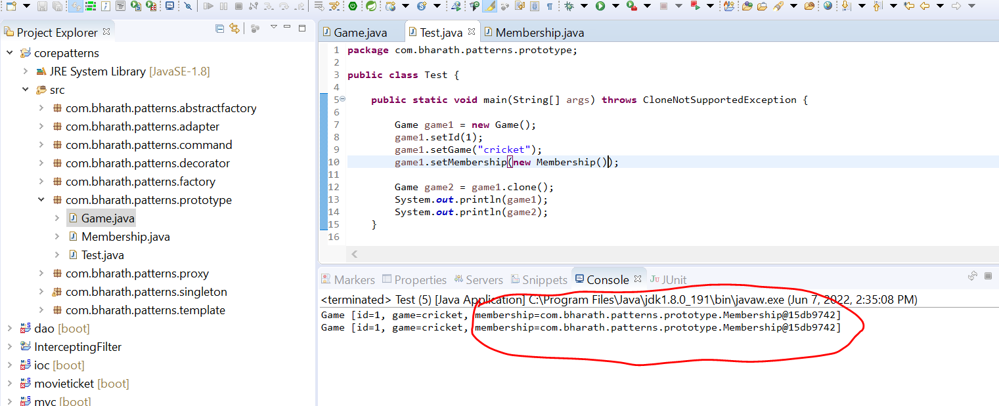 Project Explorer
corepatterns
JRE System Library [JavaSE-1.8]
src
com.bharath.patterns.abstractfactory
com.bharath.patterns.adapter
com.bharath.patterns.command
com.bharath.patterns.decorator
com.bharath.patterns.factory
com.bharath.patterns.prototype
Game.java
Membership.java
Test.java
com.bharath.patterns.proxy
com.bharath.patterns.singleton
com.bharath.patterns.template
dao [boot]
InterceptingFilter
ioc [boot]
movieticket [boot]
mvc [boot]
Game.java Test.java Membership.java
1 package com.bharath.patterns.prototype;
2
3 public class Test {
4
5 public static void main(String[] args) throws CloneNotSupportedException {
6
7 Game game1 = new Game();
8 game1.setId(1);
9 game1.setGame("cricket");
10 game1.setMembership(new Membership());
11
12 Game game2 = game1.clone();
13 System.out.println(game1);
14 System.out.println(game2);
15 }
16
Markers Properties Servers Snippets Console JUnit
<terminated> Test (5) [Java Application] C:\Program Files\Java\jdk1.8.0_191\bin\javaw.exe (Jun 7, 2022, 2:35:08 PM)
Game [id=1, game=cricket, membership=com.bharath.patterns.prototype.Membership@15db9742]
Game [id=1, game=cricket, membership=com.bharath.patterns.prototype.Membership@15db9742]